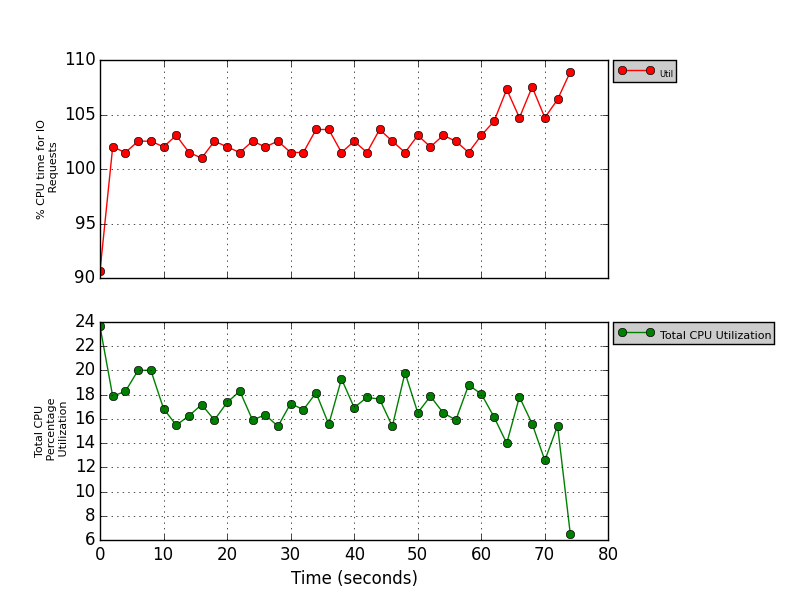 110
105
100
95
90
% CPU time for IO
Requests
Util
24
22
20
18
16
14
12
10
8
6
Total CPU
Percentage
Utilization
Total CPU Utilization
0 10 20 30 40 50 60 70 80
Time (seconds)